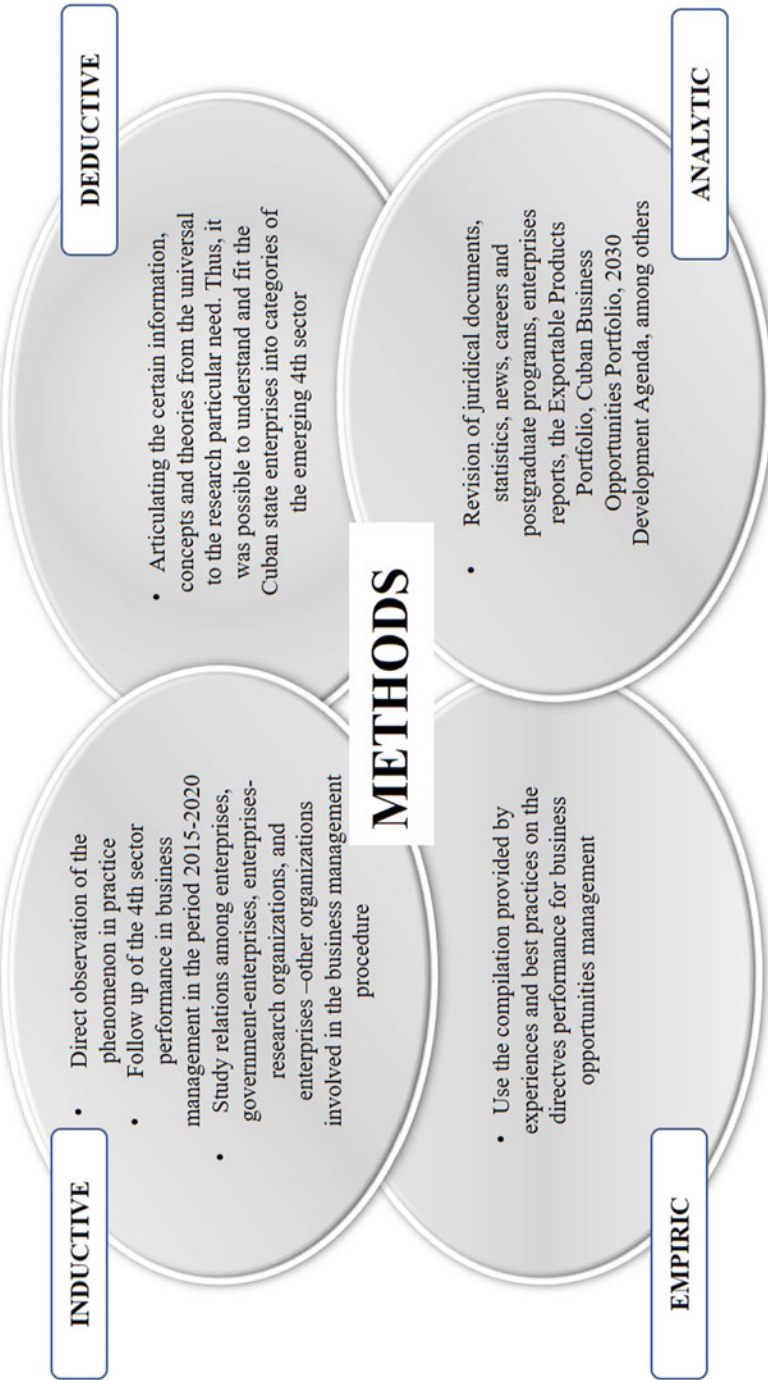 INDUCTIVE
• Direct observation of the
phenomenon in practice
• Follow up of the 4th sector
performance in business
management in the period 2015-2020
• Study relations among enterprises,
government-enterprises, enterprises-
research organizations, and
enterprises –other organizations
involved in the business management
procedure
DEDUCTIVE
• Articulating the certain information,
concepts and theories from the universal
to the research particular need. Thus, it
was possible to understand and fit the
Cuban state enterprises into categories of
the emerging 4th sector
METHODS
EMPIRIC
• Use the compilation provided by
experiences and best practices on the
directves performance for business
opportunities management
ANALYTIC
• Revision of juridical documents,
statistics, news, careers and
postgraduate programs, enterprises
reports, the Exportable Products
Portfolio, Cuban Business
Opportunities Portfolio, 2030
Development Agenda, among others